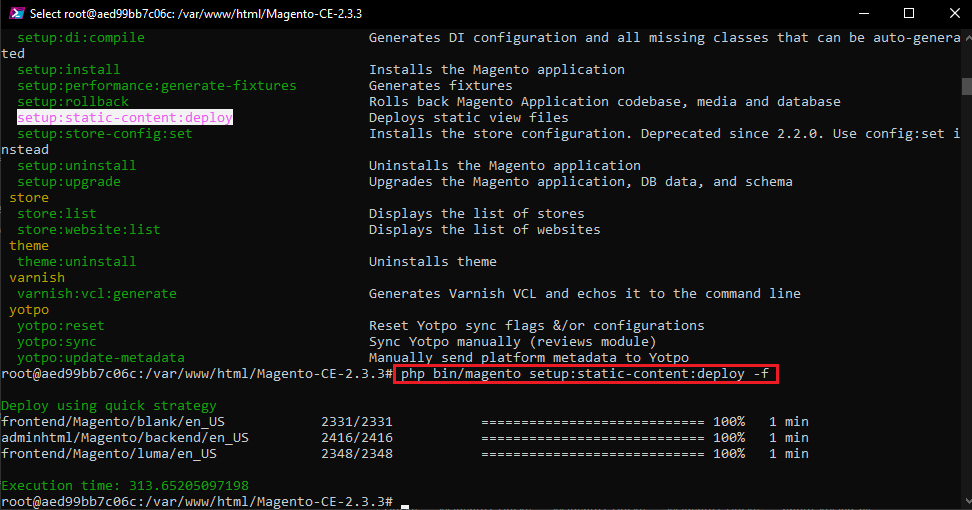 Select root@aed99bb7c06c: /var/www/html/Magento-CE-2.3.3
setup:di:compile Generates DI configuration and all missing classes that can be auto-genera
ted
setup:install Installs the Magento application
setup:performance:generate-fixtures Generates fixtures
setup:rollback Rolls back Magento Application codebase, media and database
setup:static-content:deploy Deploys static view files
setup:store-config:set Installs the store configuration. Deprecated since 2.2.0. Use config:set i
nstead
setup:uninstall Uninstalls the Magento application
setup:upgrade Upgrades the Magento application, DB data, and schema
store
store:list Displays the list of stores
store:website:list Displays the list of websites
theme
theme:uninstall Uninstalls theme
varnish
varnish:vcl:generate Generates Varnish VCL and echos it to the command line
yotpo
yotpo:reset Reset Yotpo sync flags &/or configurations
yotpo:sync Sync Yotpo manually (reviews module)
yotpo:update-metadata Manually send platform metadata to Yotpo
root@aed99bb7c06c:/var/www/html/Magento-CE-2.3.3# php bin/magento setup:static-content:deploy -f
Deploy using quick strategy
frontend/Magento/blank/en_US 2331/2331 ============================ 100% 1 min
adminhtml/Magento/backend/en_US 2416/2416 ============================ 100% 1 min
frontend/Magento/luma/en_US 2348/2348 ============================ 100% 1 min
Execution time: 313.65205097198
root@aed99bb7c06c:/var/www/html/Magento-CE-2.3.3#